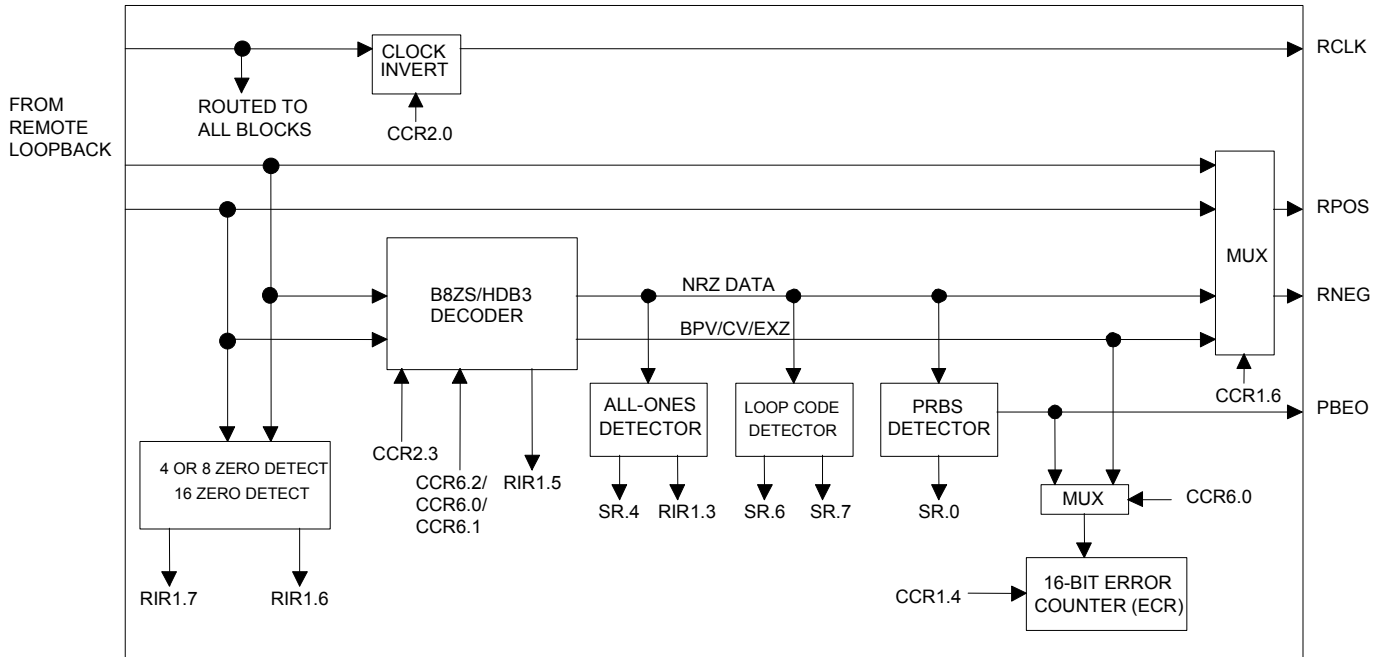 RCLK
CLOCK
INVERT
FROM
REMOTE
LOOPBACK
ROUTED TO
ALL BLOCKS
CCR2.0
RPOS
MUX
NRZ DATA
RNEG
B8ZS/HDB3
DECODER
BPV/CV/EXZ
CCR1.6
ALL-ONES
DETECTOR
LOOP CODE
DETECTOR
PRBS
DETECTOR
PBEO
4 OR 8 ZERO DETECT
16 ZERO DETECT
CCR2.3
CCR6.2/
CCR6.0/
CCR6.1
RIR1.5
SR.4
RIR1.3
SR.6
SR.7
SR.0
MUX
CCR6.0
RIR1.7
RIR1.6
CCR1.4
16-BIT ERROR
COUNTER (ECR)